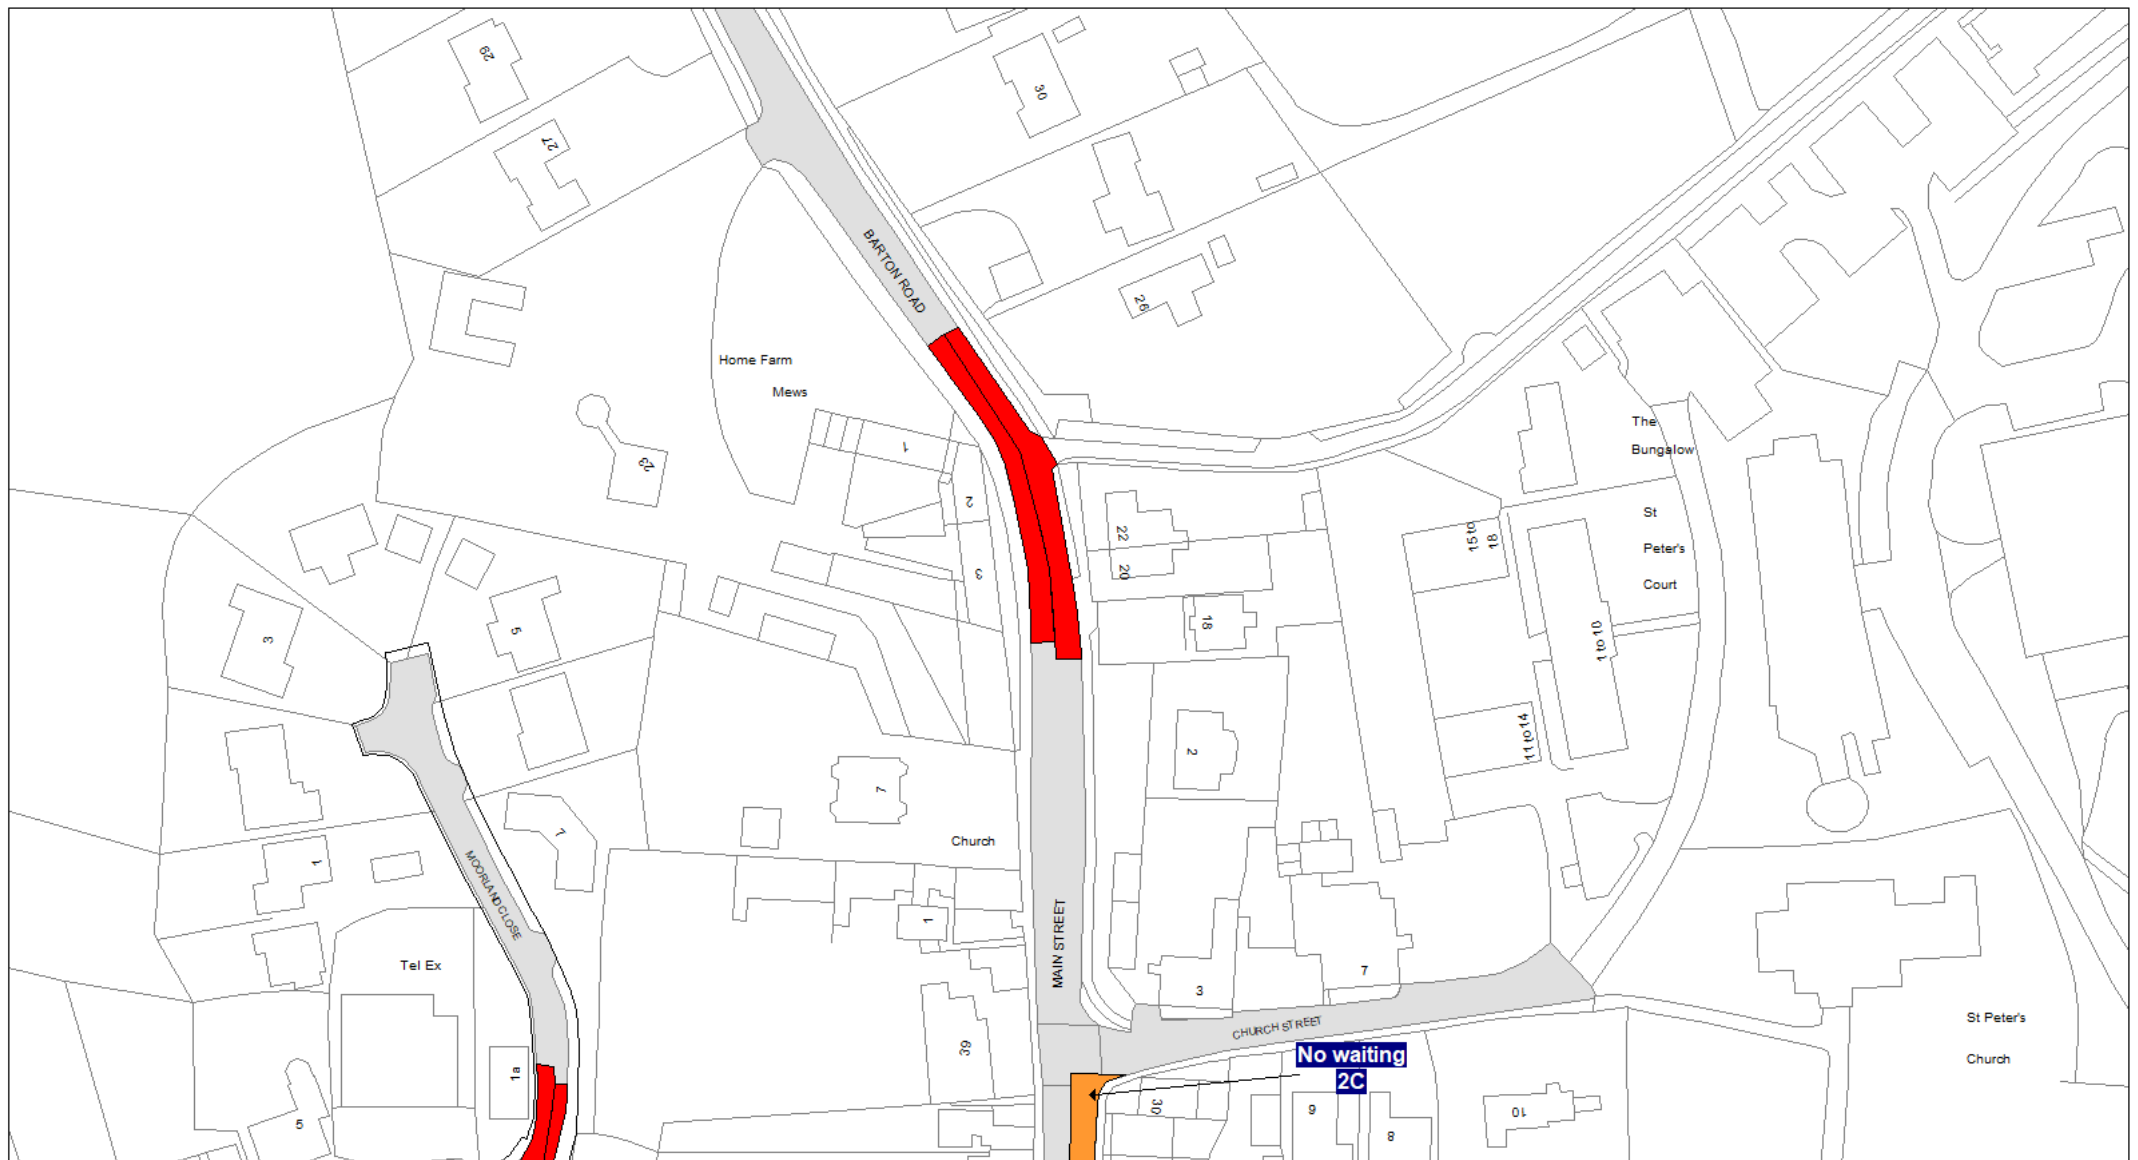 29
30
27
BARTON ROAD
26
Home Farm
Mews
The
Bungalow
1
23
2
St
Peter's
Court
15 to
18
22
20
3
18
1 to 10
3
5
11 to 14
2
7
Church
7
1
MOORLAND CLOSE
1
MAIN STREET
Tel Ex
7
3
St Peter's
Church
CHURCH STREET
39
No waiting
2C
1a
30
6
10
5
8